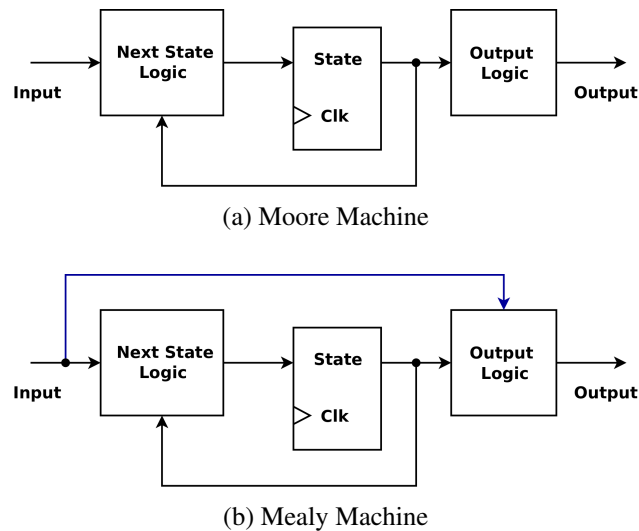 Next State
Logic
State
Output
Logic
Input
Clk
Output
(a) Moore Machine
Next State
Logic
State
Output
Logic
Input
Clk
Output
(b) Mealy Machine